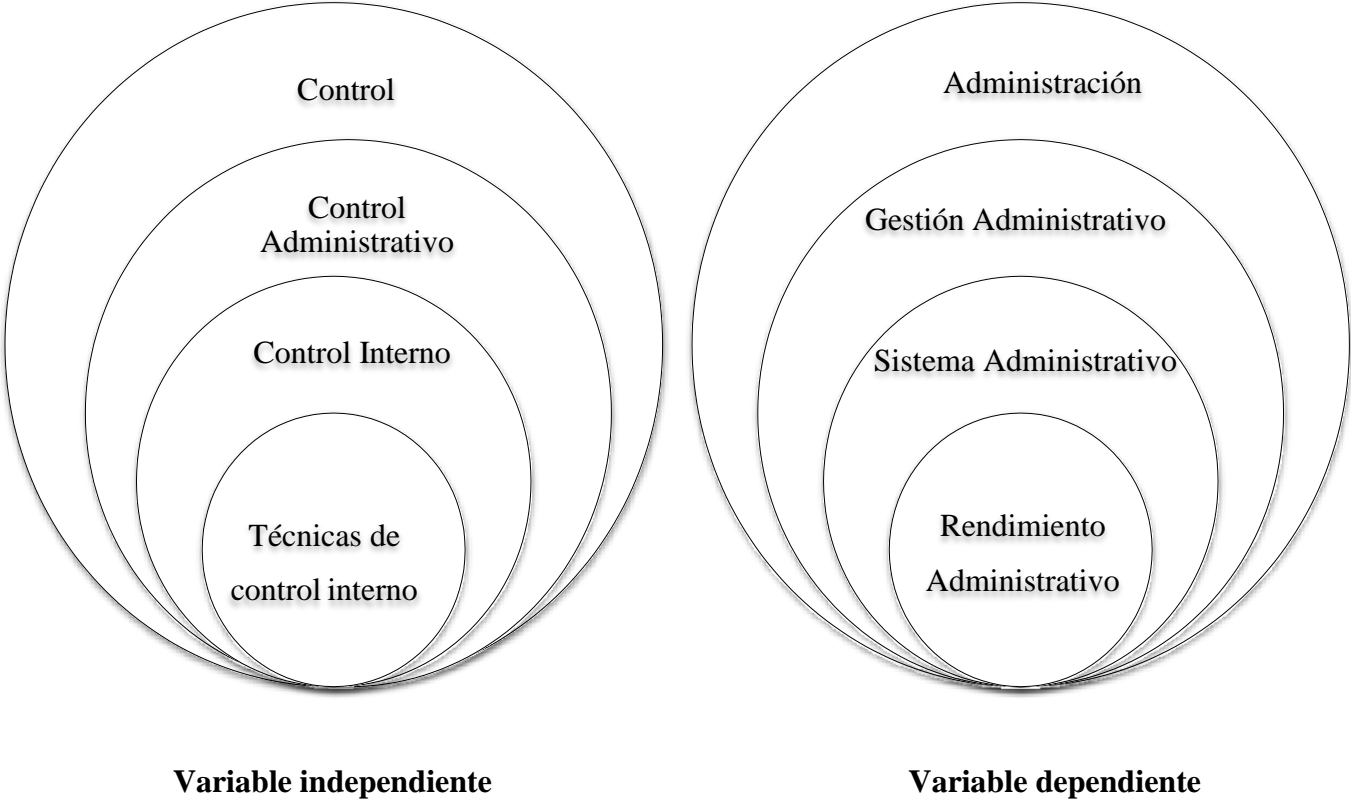 Control
Control
Administrativo
Control Interno
Técnicas de
control interno
Administración
Gestión Administrativo
Sistema Administrativo
Rendimiento
Administrativo
Variable independiente
Variable dependiente